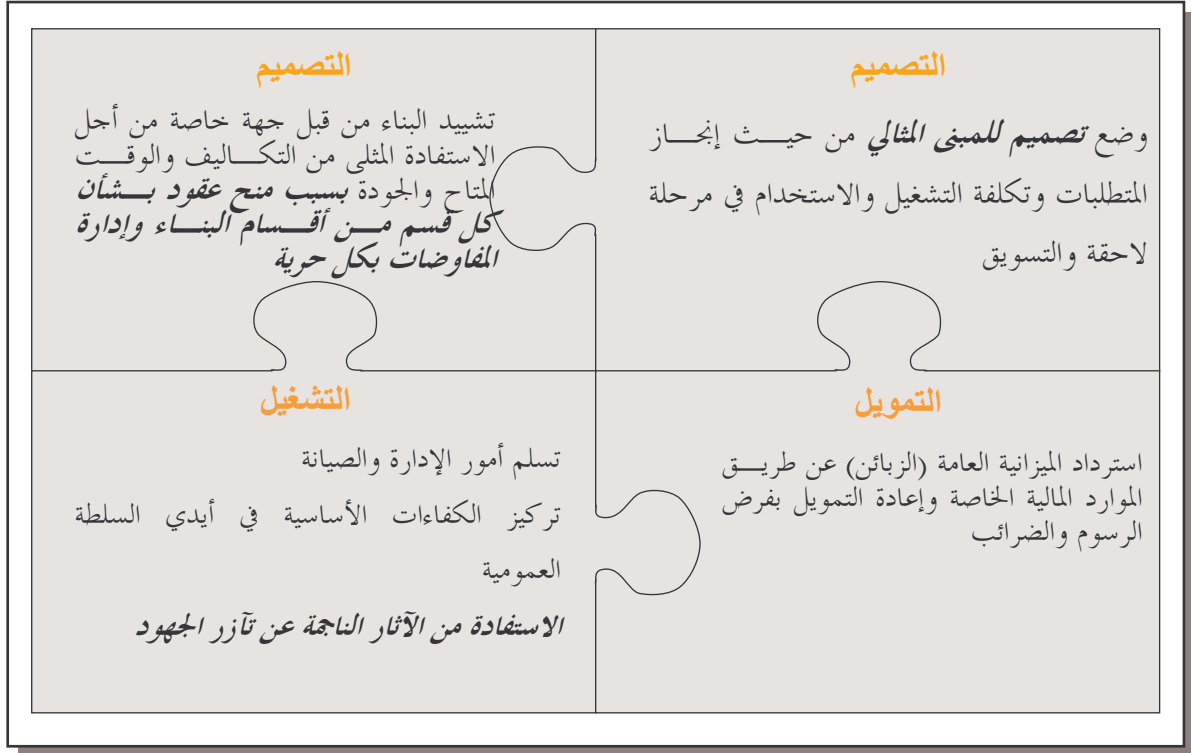 التصميم
وضع تصميم للمبنى المثالي من حيث إنجاز
المتطلبات وتكلفة التشغيل والاستخدام في مرحلة
لاحقة والتسويق
التصميم
تشييد البناء من قبل جهة خاصة من أجل
الاستفادة المثلى من التكاليف والوقت
المتاح والجودة بسبب منح عقود بشأن
كل قسم من أقسام البناء وإدارة
المفاوضات بكل حرية
التمويل
استرداد الميزانية العامة (الزبائن) عن طريق
الموارد المالية الخاصة وإعادة التمويل بفرض
الرسوم والضرائب
التشغيل
تسلم أمور الإدارة والصيانة
تركيز الكفاءات الأساسية في أيدي السلطة
العمومية
الاستفادة من الآثار الناجمة عن تآزر الجهود